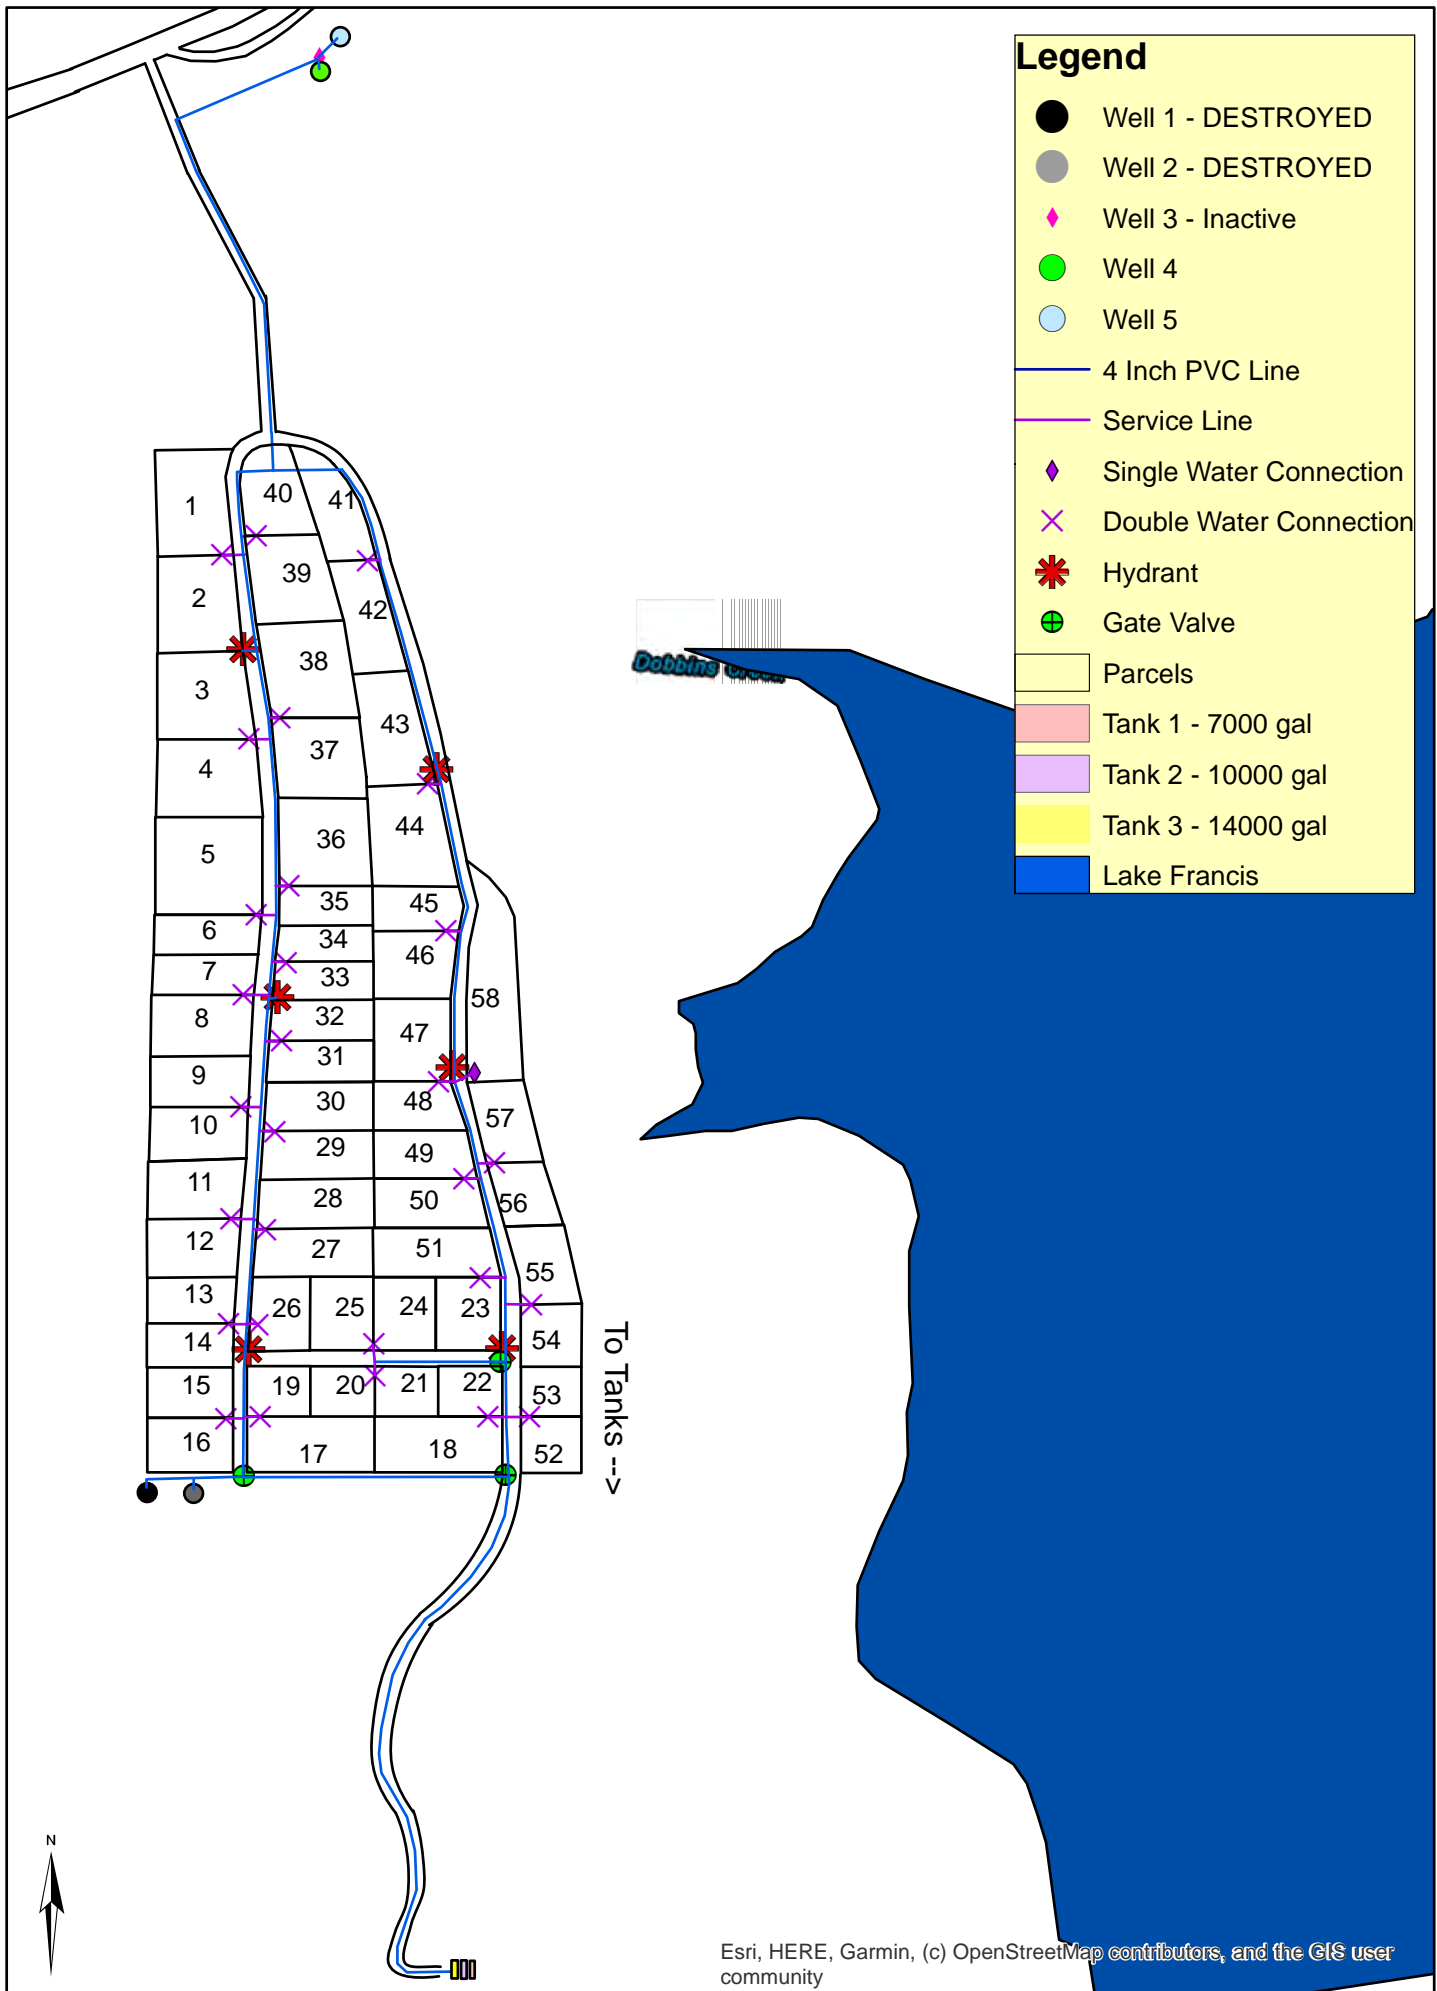 Legend
Well 1 - DESTROYED
Well 2 - DESTROYED
Well 3 - Inactive
Well 4
Well 5
4 Inch PVC Line
Service Line
Single Water Connection
Double Water Connection
Hydrant
Gate Valve
Parcels
Tank 1 - 7000 gal
Tank 2 - 10000 gal
Tank 3 - 14000 gal
Lake Francis
1
40
41
39
2
42
38
3
43
37
4
44
36
5
35
45
6
34
46
7
33
58
8
32
47
31
9
30
48
10
57
29
49
11
28
50
56
12
27
51
55
13
26
25
24
23
14
54
15
19
20
21
22
53
16
17
18
52
Dobbins
To Tanks -->
N
Esri, HERE, Garmin, (c) OpenStreetMap contributors, and the GIS user
community